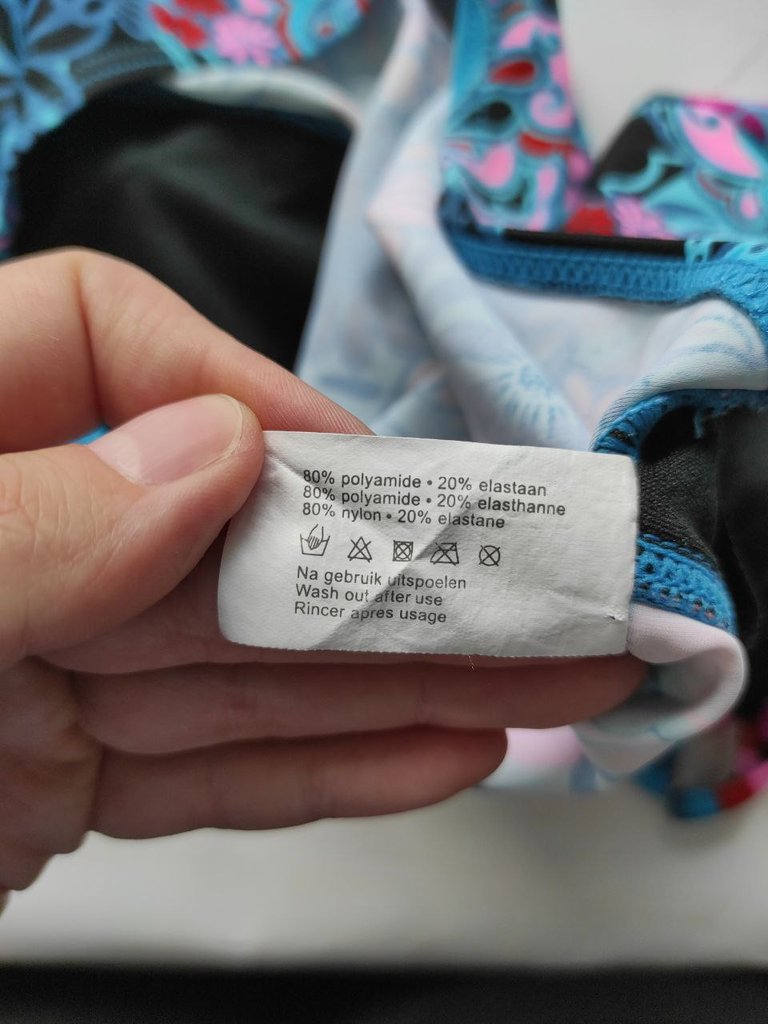 80% polyamide • 20% elastaan
80% polyamide • 20% elasthanne
80% nylon • 20% elastane
Na gebruik uitspoelen
Wash out after use
Rincer apres usage